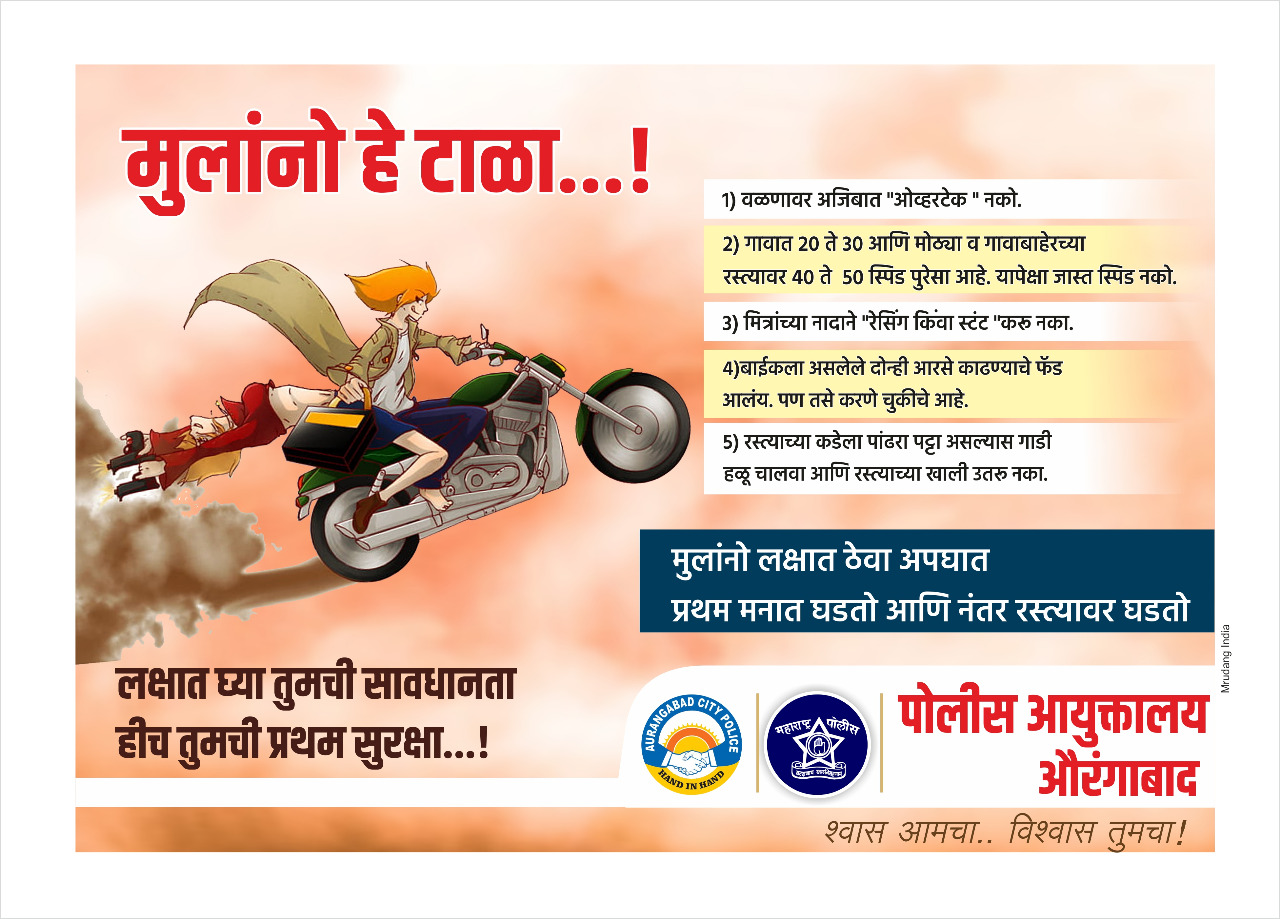 मुलांनो हे टाळा...!
1) वळणावर अजिबात "ओव्हरटेक " नको.
2) गावात 20 ते 30 आणि मोठ्या व गावाबाहेरच्या
रस्त्यावर 40 ते 50 स्पिड पुरेसा आहे. यापेक्षा जास्त स्पिड नको.
3) मित्रांच्या नादाने "रेसिंग किंवा स्टंट "करू नका.
4)बाईकला असलेले दोन्ही आरसे काढण्याचे फॅड
आलंय. पण तसे करणे चुकीचे आहे.
5) रस्त्याच्या कडेला पांढरा पट्टा असल्यास गाडी
हळू चालवा आणि रस्त्याच्या खाली उतरू नका.
मुलांनो लक्षात ठेवा अपघात
प्रथम मनात घडतो आणि नंतर रस्त्यावर घडतो
लक्षात घ्या तुमची सावधानता
हीच तुमची प्रथम सुरक्षा...!
AURANGABAD CITY POLICE
HAND IN HAND
महाराष्ट्र पोलीस
पोलीस आयुक्तालय
औरंगाबाद
श्वास आमचा.. विश्वास तुमचा!
Mrudang India